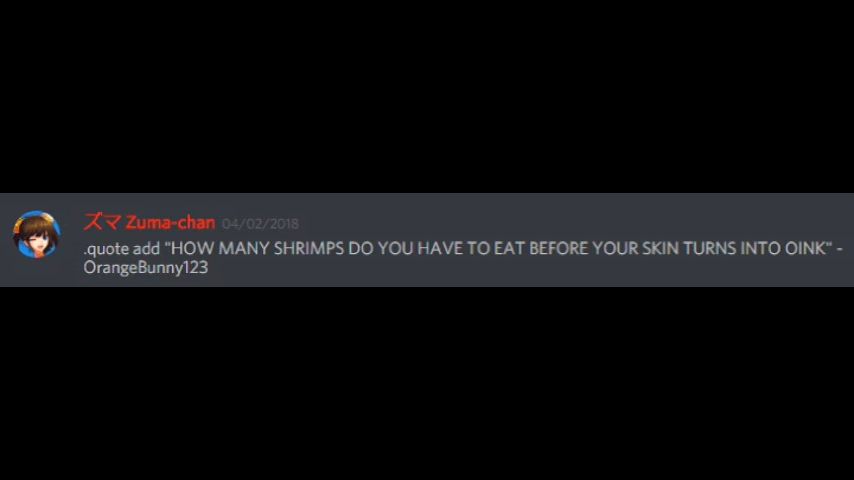 ズマ Zuma-chan 04/02/2018
.quote add "HOW MANY SHRIMPS DO YOU HAVE TO EAT BEFORE YOUR SKIN TURNS INTO OINK" -
OrangeBunny123